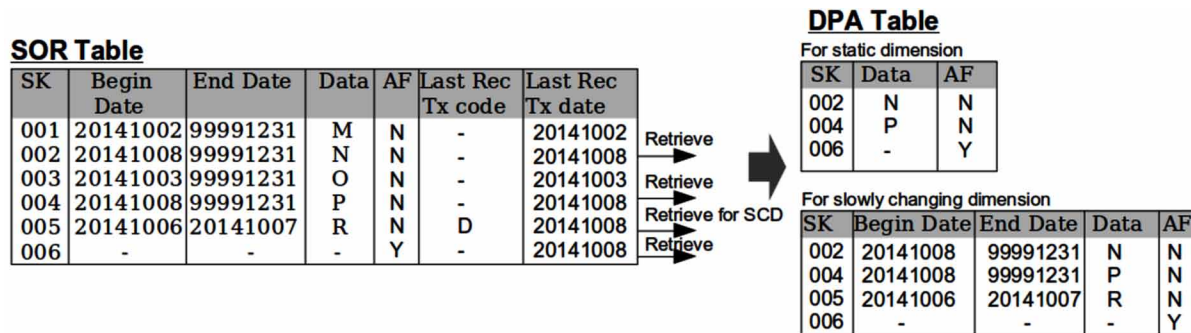 SOR Table
SK Begin Date End Date Data AF Last Rec Tx code Last Rec Tx date
001 20141002 99991231 M N - 20141002
002 20141008 99991231 N N - 20141008
003 20141003 99991231 O N - 20141003
004 20141008 99991231 P N - 20141008
005 20141006 20141007 R N D 20141008
006 - - - Y - 20141008
Retrieve
Retrieve
Retrieve for SCD
Retrieve
DPA Table
For static dimension
SK Data AF
002 N N
004 P N
006 - Y
For slowly changing dimension
SK Begin Date End Date Data AF
002 20141008 99991231 N N
004 20141008 99991231 P N
005 20141006 20141007 R N
006 - - - Y